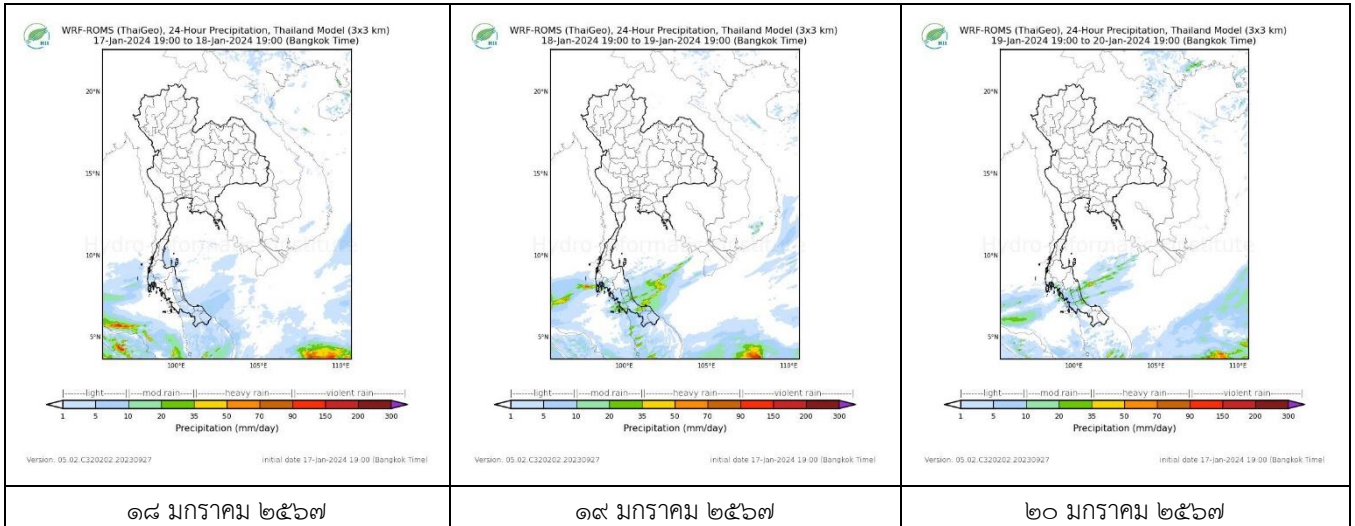 WRF-ROMS (ThaiGeo), 24-Hour Precipitation, Thailand Model (3x3 km)
17-Jan-2024 19:00 to 18-Jan-2024 19:00 (Bangkok Time)
HII
20°N
15°N
10°N
5°N
100°E
105°E
110°E
Hydro-Informatics Institute
light
mod rain
heavy rain
violent rain
1 5 10 20 35 50 70 90 150 200 300
Precipitation (mm/day)
Version: 05.02.C320202.20230927
initial date 17-Jan-2024 19:00 (Bangkok Time)
๑๘ มกราคม ๒๕๖๗
WRF-ROMS (ThaiGeo), 24-Hour Precipitation, Thailand Model (3x3 km)
18-Jan-2024 19:00 to 19-Jan-2024 19:00 (Bangkok Time)
HII
20°N
15°N
10°N
5°N
100°E
105°E
110°E
Hydro-Informatics Institute
light
mod rain
heavy rain
violent rain
1 5 10 20 35 50 70 90 150 200 300
Precipitation (mm/day)
Version: 05.02.C320202.20230927
initial date 17-Jan-2024 19:00 (Bangkok Time)
๑๙ มกราคม ๒๕๖๗
WRF-ROMS (ThaiGeo), 24-Hour Precipitation, Thailand Model (3x3 km)
19-Jan-2024 19:00 to 20-Jan-2024 19:00 (Bangkok Time)
HII
20°N
15°N
10°N
5°N
100°E
105°E
110°E
Hydro-Informatics Institute
light
mod rain
heavy rain
violent rain
1 5 10 20 35 50 70 90 150 200 300
Precipitation (mm/day)
Version: 05.02.C320202.20230927
initial date 17-Jan-2024 19:00 (Bangkok Time)
๒๐ มกราคม ๒๕๖๗